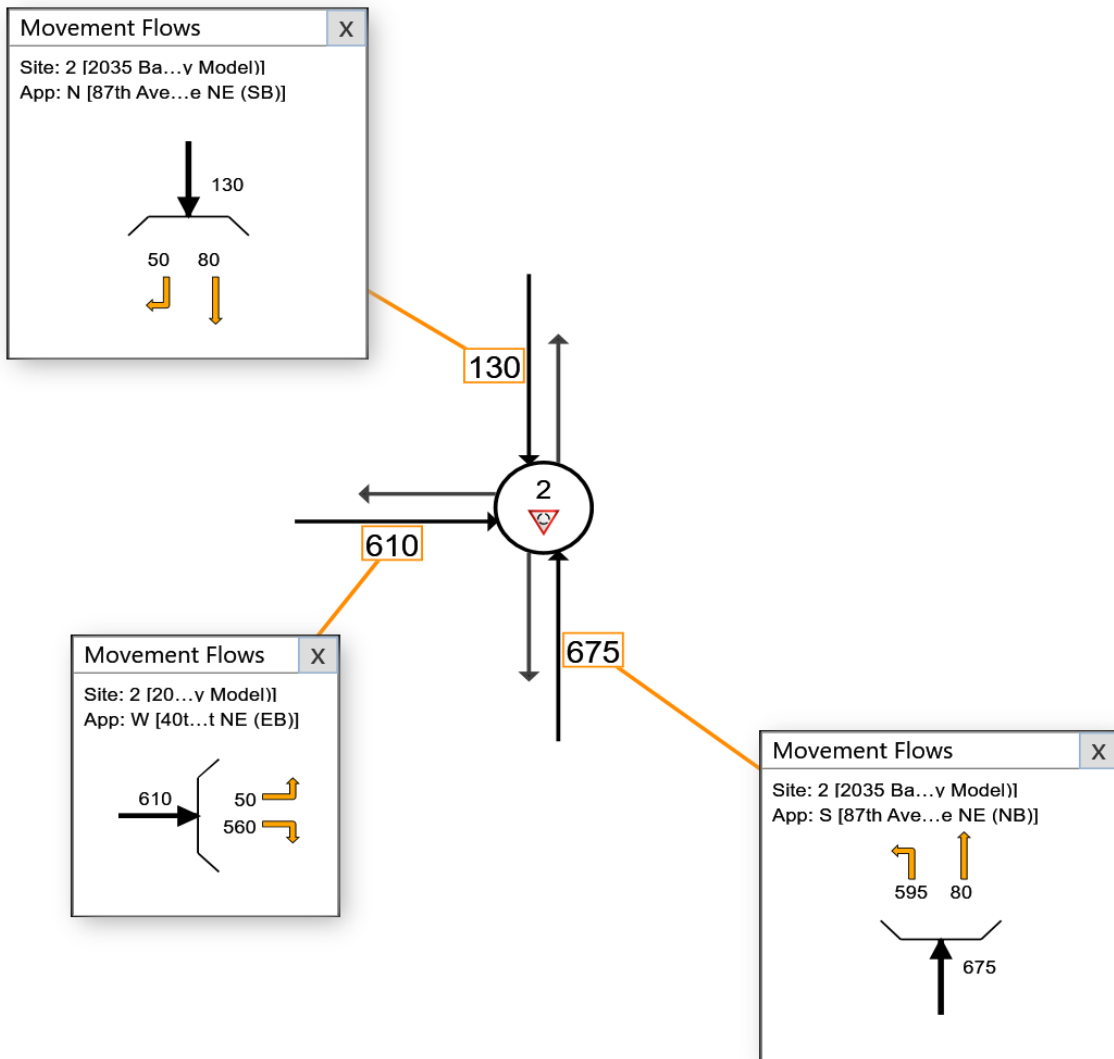 Movement Flows X
Site: 2 [2035 Ba...y Model)]
App: N [87th Ave...e NE (SB)]
130
50 80
130
2
610
675
Movement Flows X
Site: 2 [20...y Model)]
App: W [40t...t NE (EB)]
610
50
560
Movement Flows X
Site: 2 [2035 Ba...y Model)]
App: S [87th Ave...e NE (NB)]
595 80
675